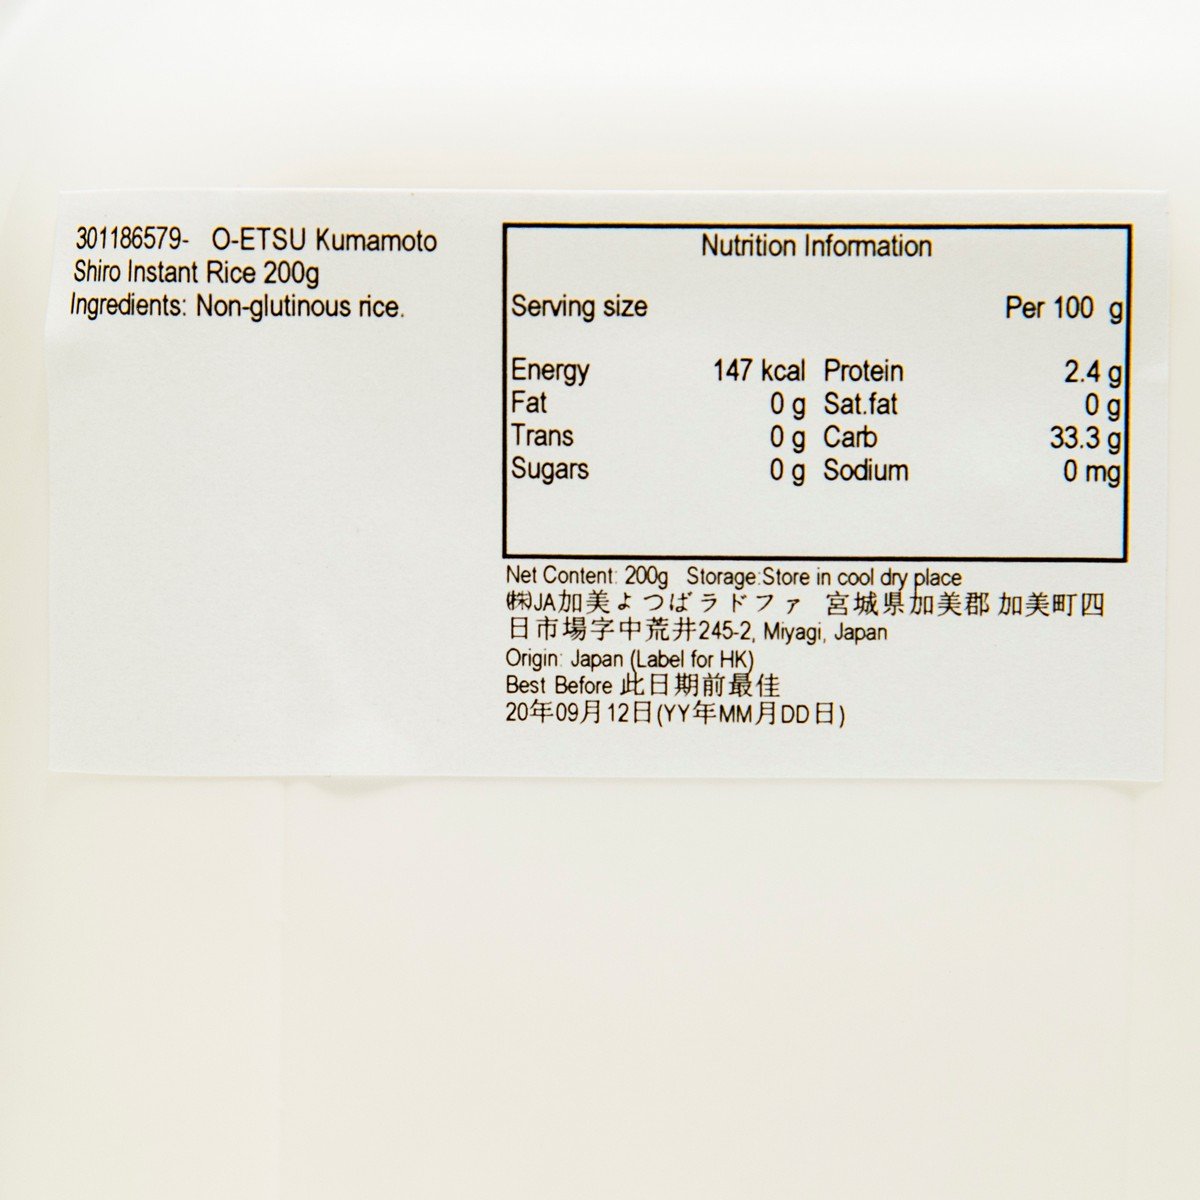 301186579- O-ETSU Kumamoto
Shiro Instant Rice 200g
Ingredients: Non-glutinous rice.
Nutrition Information
Serving size Per 100 g
Energy 147 kcal Protein 2.4 g
Fat 0 g Sat.fat 0 g
Trans 0 g Carb 33.3 g
Sugars 0 g Sodium 0 mg
Net Content: 200g Storage:Store in cool dry place
㈱JA加美よつばラドファ 宮城県加美郡 加美町四
日市場字中荒井245-2, Miyagi, Japan
Origin: Japan (Label for HK)
Best Before 此日期前最佳
20年09月12日(YY年MM月DD日)